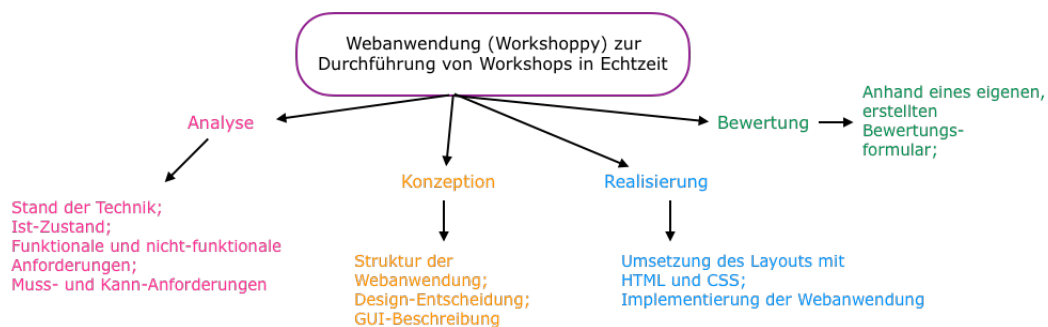 Webanwendung (Workshoppy) zur
Durchführung von Workshops in Echtzeit
Analyse
Stand der Technik;
Ist-Zustand;
Funktionale und nicht-funktionale
Anforderungen;
Muss- und Kann-Anforderungen
Konzeption
Struktur der
Webanwendung;
Design-Entscheidung;
GUI-Beschreibung
Realisierung
Umsetzung des Layouts mit
HTML und CSS;
Implementierung der Webanwendung
Bewertung
Anhand eines eigenen,
erstellten
Bewertungs-
formular;